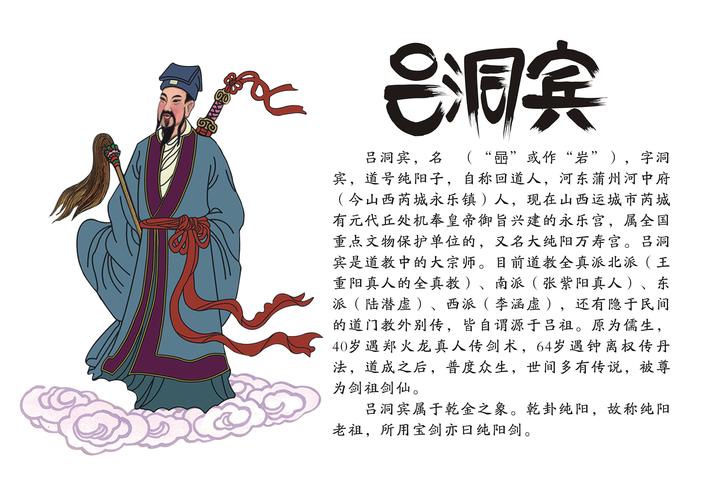 吕洞宾
吕洞宾，名　（“喦”或作“岩”），字洞
宾，道号纯阳子，自称回道人，河东蒲州河中府
（今山西芮城永乐镇）人，现在山西运城市芮城
有元代丘处机奉皇帝御旨兴建的永乐宫，属全国
重点文物保护单位的，又名大纯阳万寿宫。吕洞
宾是道教中的大宗师。目前道教全真派北派（王
重阳真人的全真教）、南派（张紫阳真人）、东
派（陆潜虚）、西派（李涵虚），还有隐于民间
的道门教外别传，皆自谓源于吕祖。原为儒生，
40岁遇郑火龙真人传剑术，64岁遇钟离权传丹
法，道成之后，普度众生，世间多有传说，被尊
为剑祖剑仙。
吕洞宾属于乾金之象。乾卦纯阳，故称纯阳
老祖，所用宝剑亦曰纯阳剑。